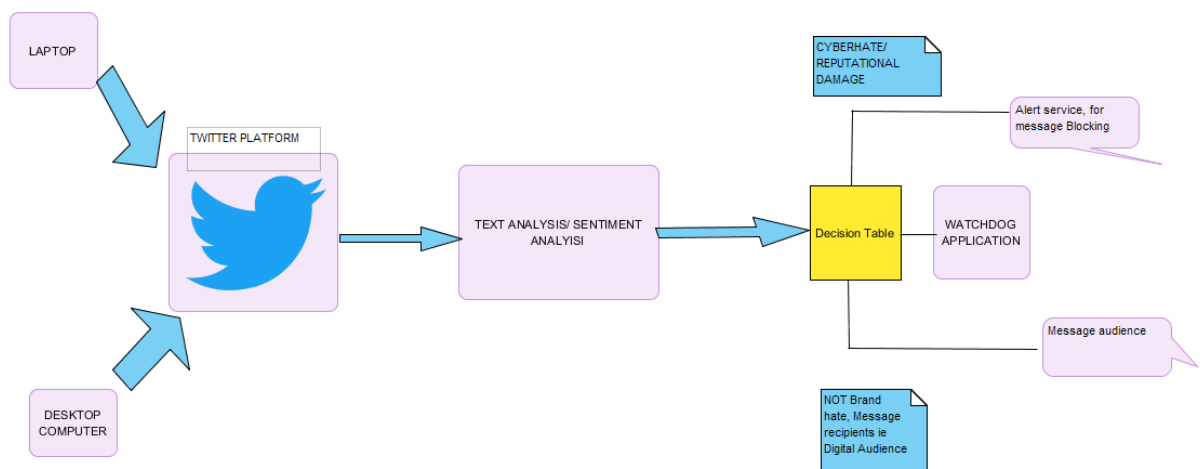 LAPTOP
TWITTER PLATFORM
DESKTOP
COMPUTER
TEXT ANALYSIS/ SENTIMENT
ANALYISI
CYBERHATE/
REPUTATIONAL
DAMAGE
Alert service, for
message Blocking
Decision Table
WATCHDOG
APPLICATION
Message audience
NOT Brand
hate, Message
recipients ie
Digital Audience